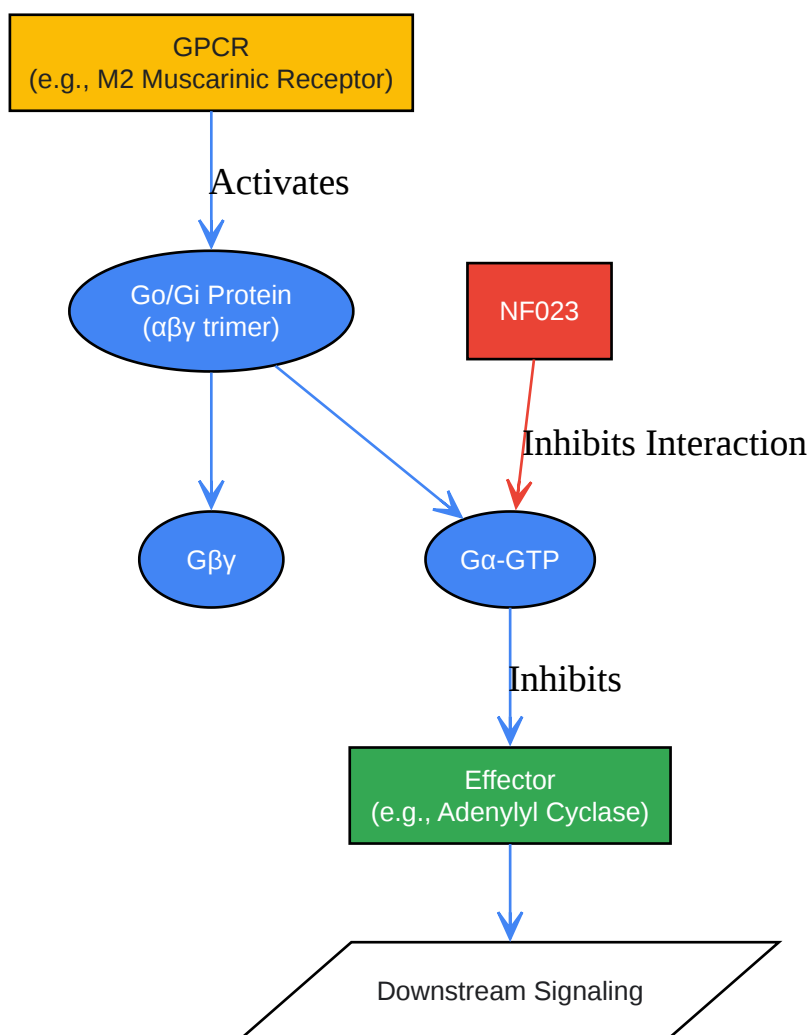 GPCR
(e.g., M2 Muscarinic Receptor)
Activates
Go/Gi Protein
(αβγ trimer)
NF023
Inhibits Interaction
Gβγ
Gα-GTP
Inhibits
Effector
(e.g., Adenylyl Cyclase)
Downstream Signaling